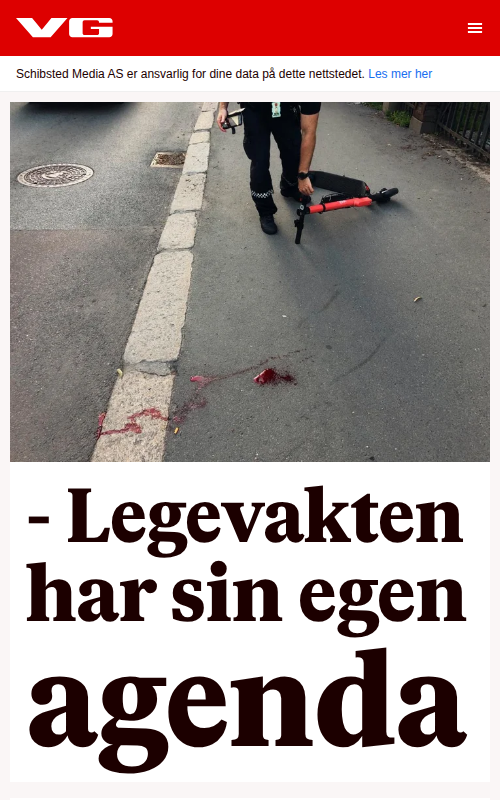 VG
Schibsted Media AS er ansvarlig for dine data på dette nettstedet. Les mer her
- Legevakten
har sin egen
agenda